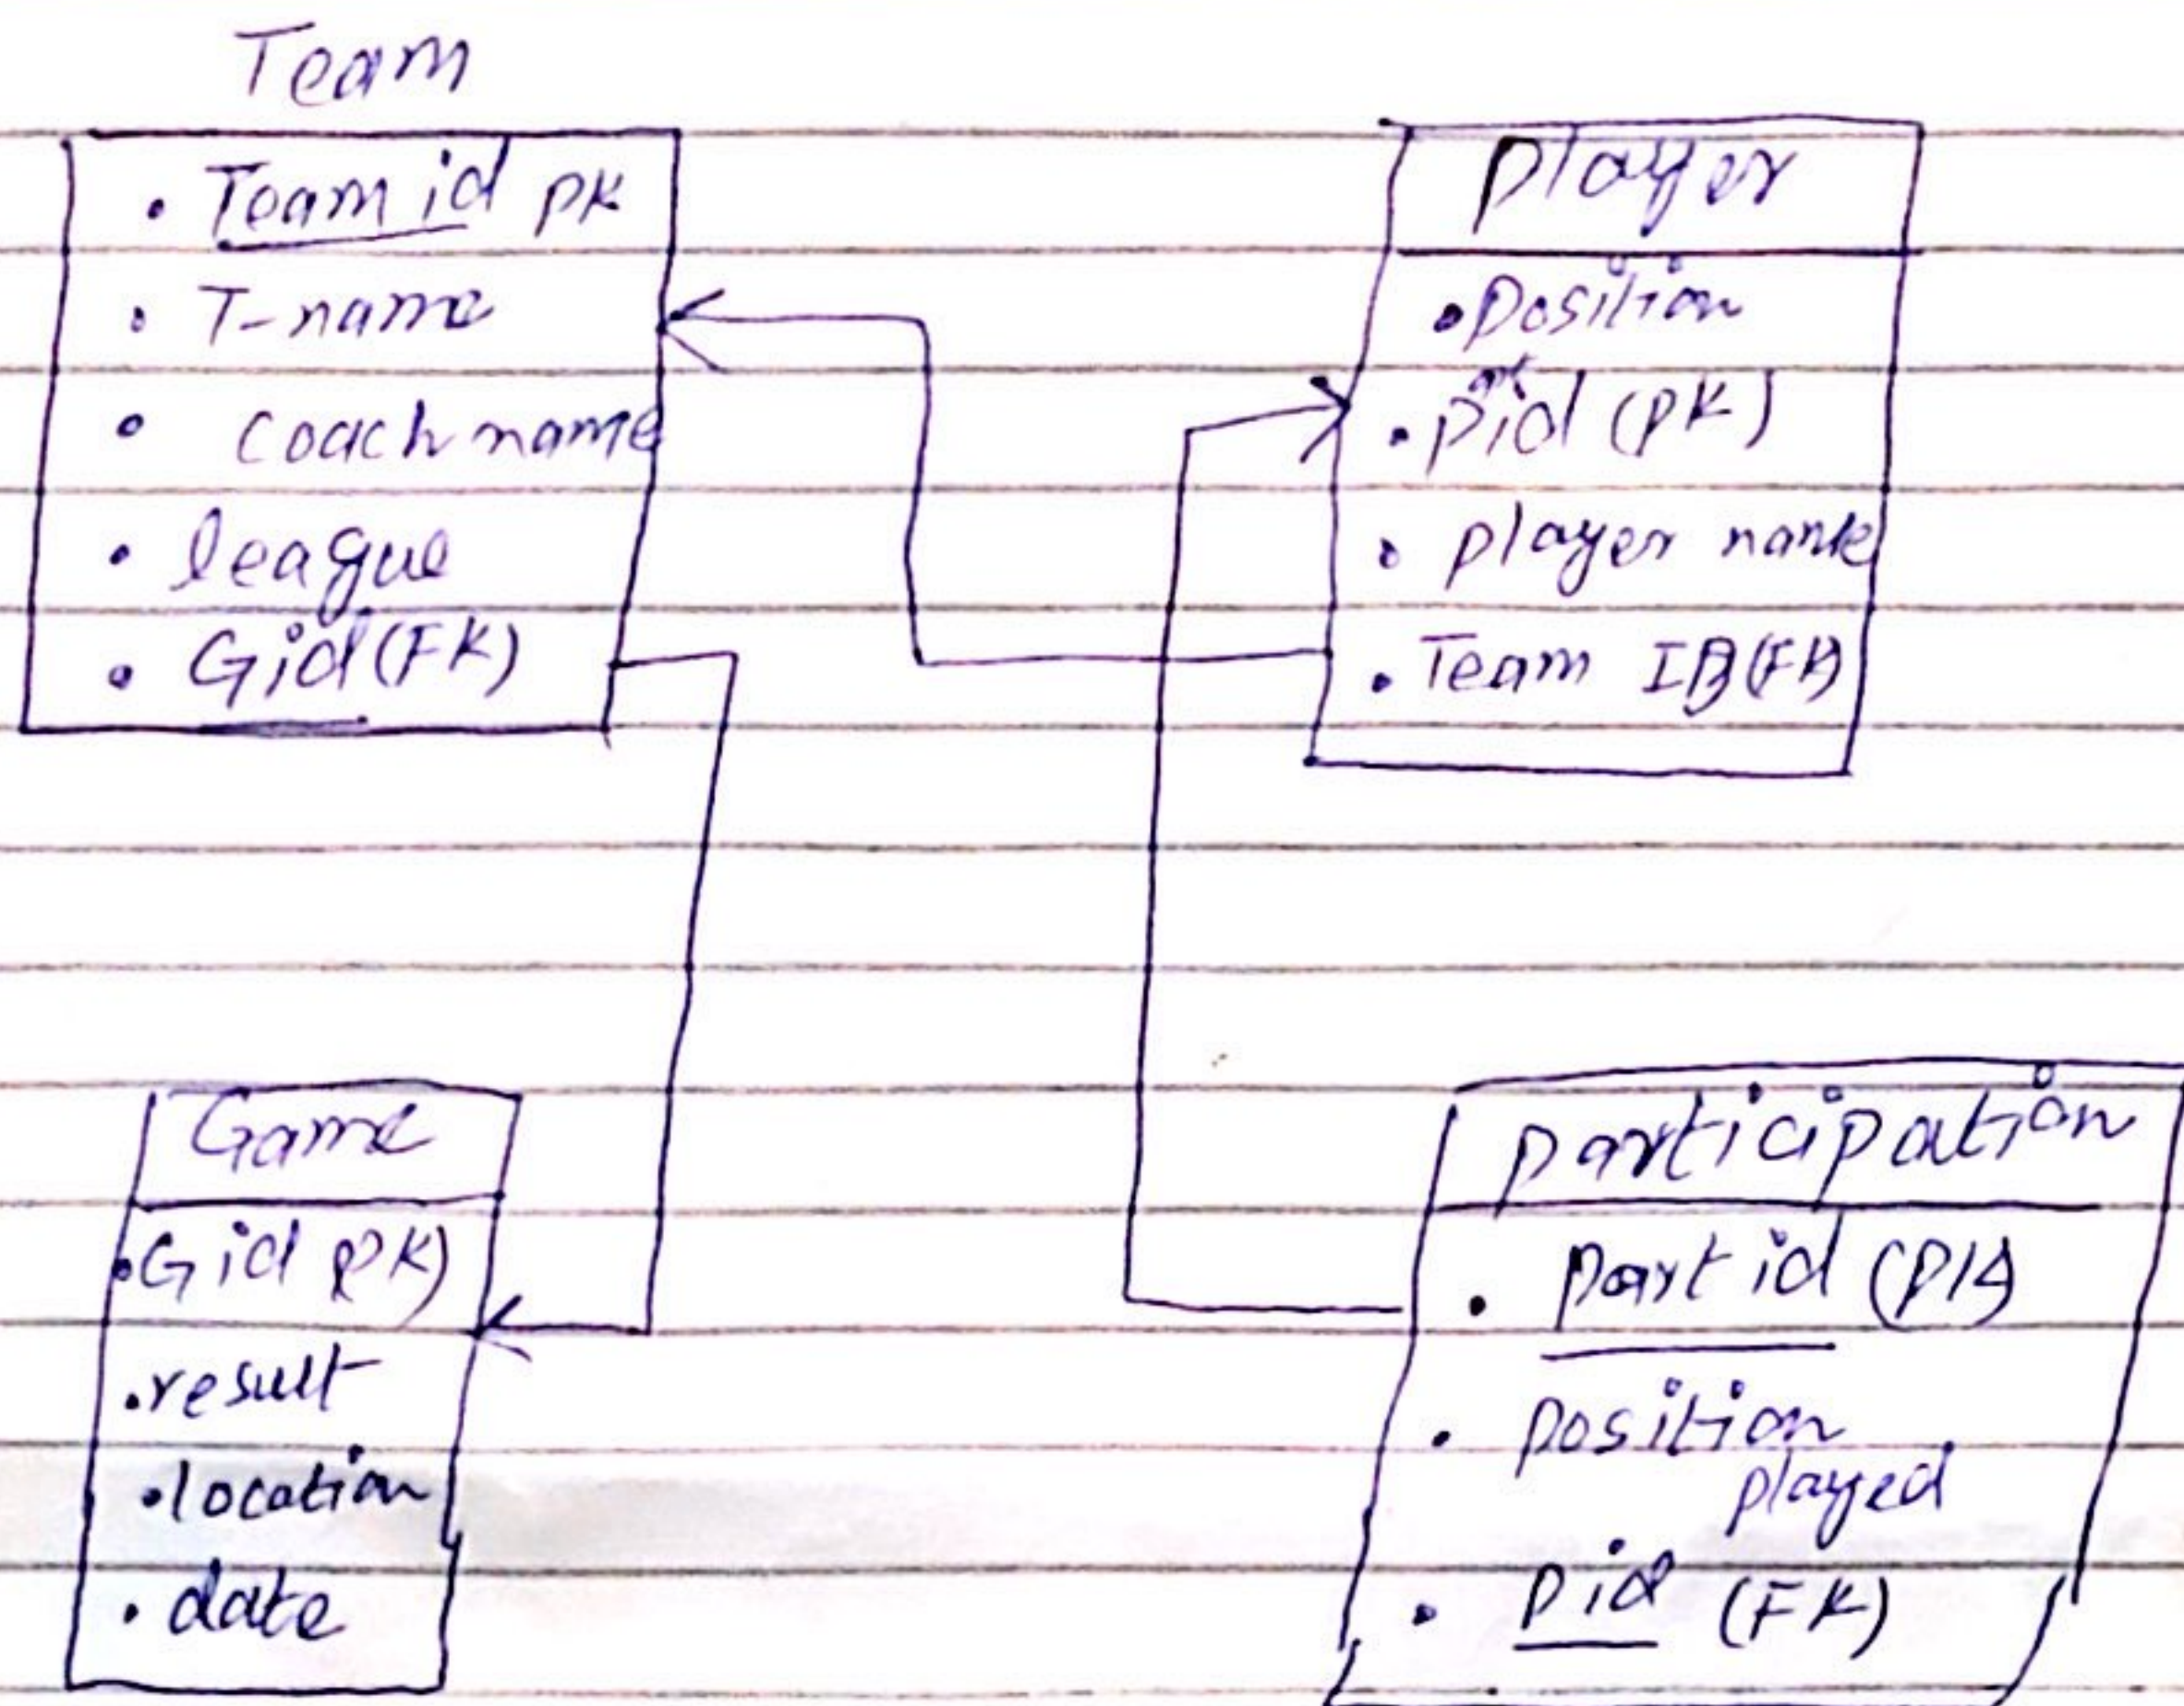 Team
• Team id PK
• T-name
• Coach name
• league
• Gid (FK)
Player
• Position
• Pid (PK)
• player name
• Team ID (FK)
Game
• Gid (PK)
• result
• location
• date
participation
• Part id (PK)
• position
played
• Pid (FK)